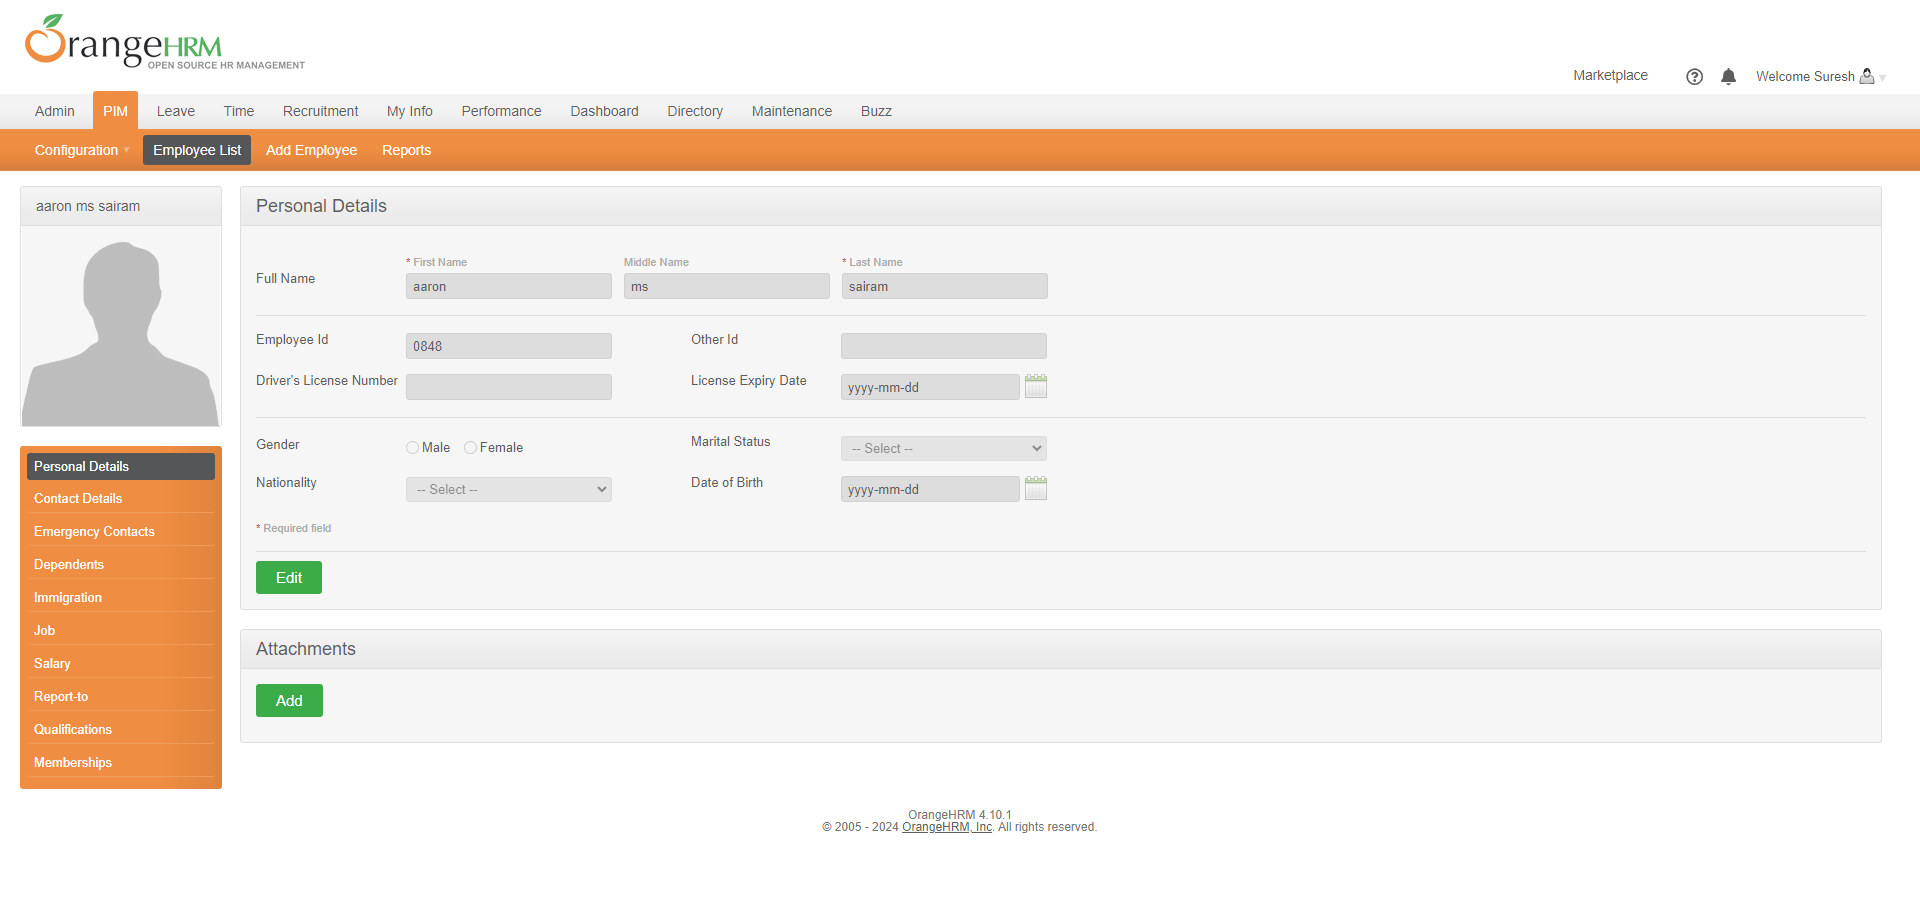 OrangeHRM
OPEN SOURCE HR MANAGEMENT
Marketplace
Welcome Suresh
Admin PIM Leave Time Recruitment My Info Performance Dashboard Directory Maintenance Buzz
Configuration Employee List Add Employee Reports
aaron ms sairam
Personal Details
Contact Details
Emergency Contacts
Dependents
Immigration
Job
Salary
Report-to
Qualifications
Memberships
Personal Details
* First Name Middle Name * Last Name
Full Name aaron ms sairam
Employee Id 0848 Other Id
Driver's License Number License Expiry Date yyyy-mm-dd
Gender Male Female Marital Status -- Select --
Nationality -- Select -- Date of Birth yyyy-mm-dd
* Required field
Edit
Attachments
Add
OrangeHRM 4.10.1
© 2005 - 2024 OrangeHRM, Inc. All rights reserved.